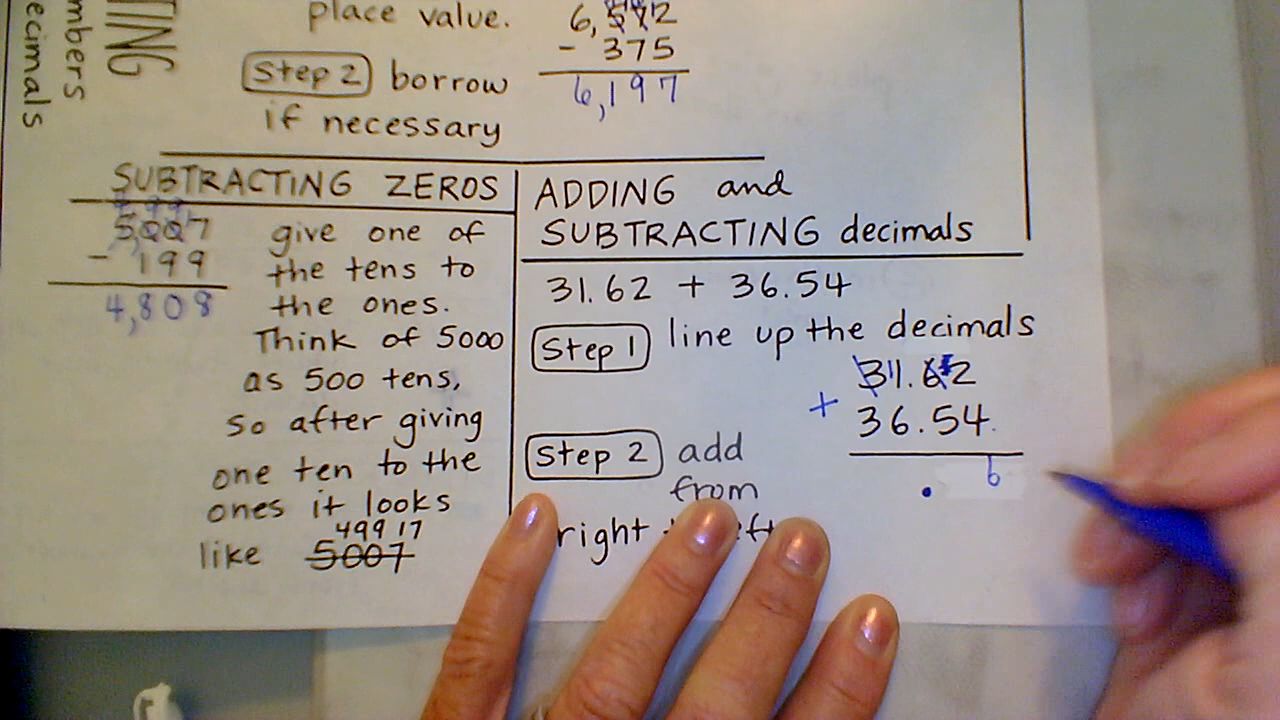 TING
mbers
ecimals
place value.
Step 2 borrow
if necessary
6,572
- 375
6,197
SUBTRACTING ZEROS
5,007
- 199
4,808
give one of
the tens to
the ones.
Think of 5000
as 500 tens,
so after giving
one ten to the
ones it looks
499 17
like 5007
ADDING and
SUBTRACTING decimals
31.62 + 36.54
Step 1 line up the decimals
31.62
+ 36.54
. 6
Step 2 add
from
right